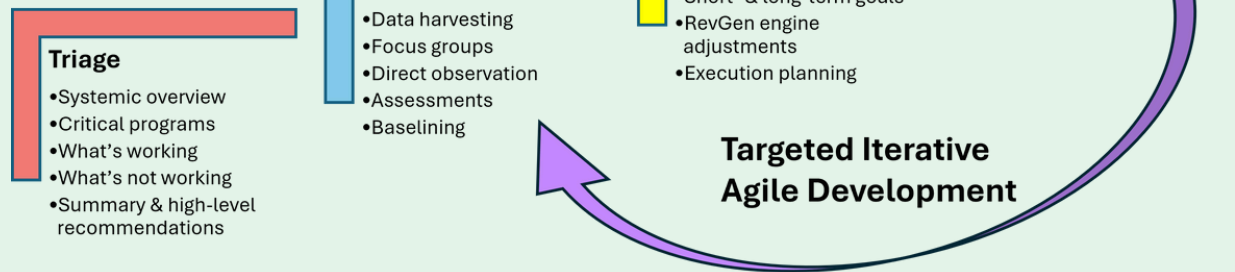 Triage
•Systemic overview
•Critical programs
•What’s working
•What’s not working
•Summary & high-level
recommendations
•Data harvesting
•Focus groups
•Direct observation
•Assessments
•Baselining
•RevGen engine
adjustments
•Execution planning
Targeted Iterative
Agile Development